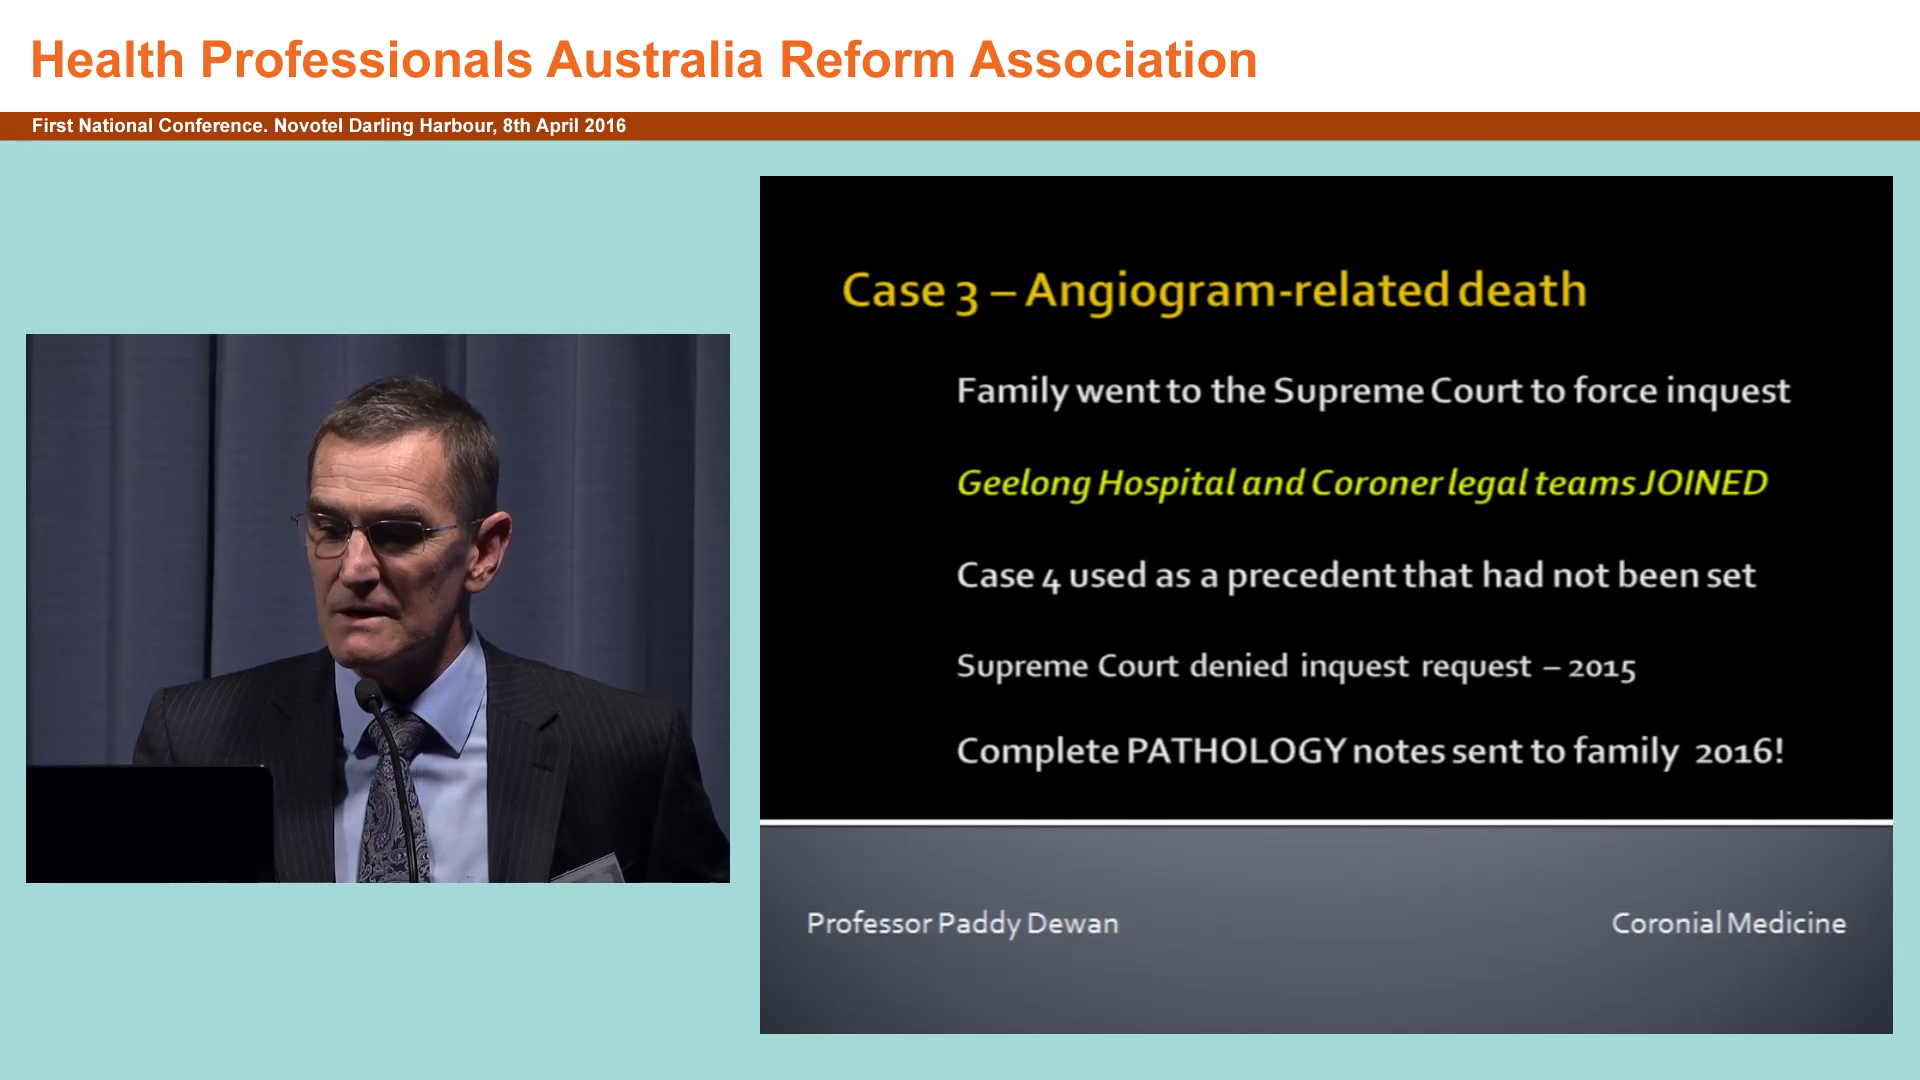 Health Professionals Australia Reform Association
First National Conference. Novotel Darling Harbour, 8th April 2016
Case 3 – Angiogram-related death
Family went to the Supreme Court to force inquest
Geelong Hospital and Coroner legal teams JOINED
Case 4 used as a precedent that had not been set
Supreme Court denied inquest request – 2015
Complete PATHOLOGY notes sent to family 2016!
Professor Paddy Dewan
Coronial Medicine